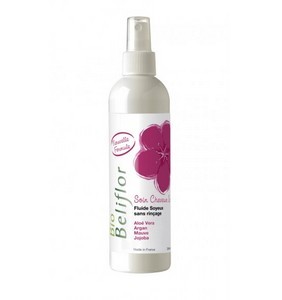 Nouvelle
Formule
Bio
Beliflor
Soin Cheveux
Fluide Soyeux
sans rinçage
Aloé Vera
Argan
Mauve
Jojoba